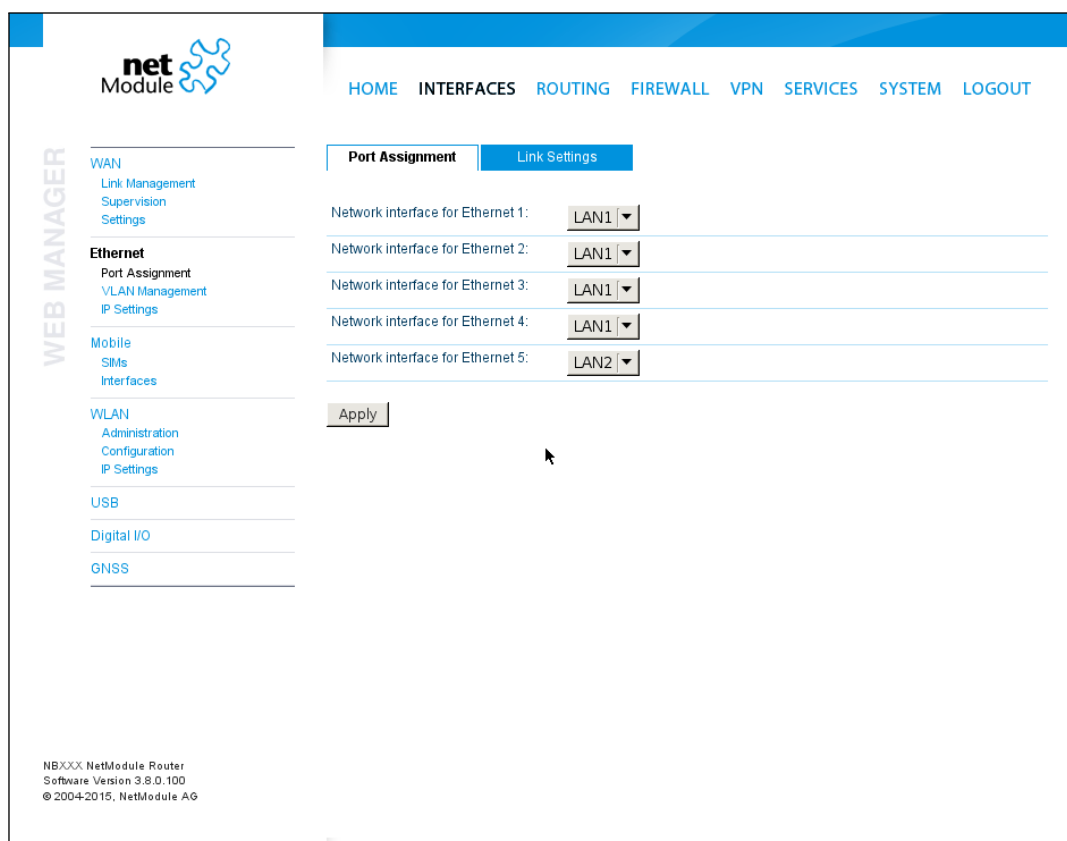 net
Module
HOME INTERFACES ROUTING FIREWALL VPN SERVICES SYSTEM LOGOUT
WEB MANAGER
WAN
Link Management
Supervision
Settings
Ethernet
Port Assignment
VLAN Management
IP Settings
Mobile
SIMs
Interfaces
WLAN
Administration
Configuration
IP Settings
USB
Digital I/O
GNSS
Port Assignment Link Settings
Network interface for Ethernet 1: LAN1
Network interface for Ethernet 2: LAN1
Network interface for Ethernet 3: LAN1
Network interface for Ethernet 4: LAN1
Network interface for Ethernet 5: LAN2
Apply
NBXXX NetModule Router
Software Version 3.8.0.100
© 2004-2015, NetModule AG